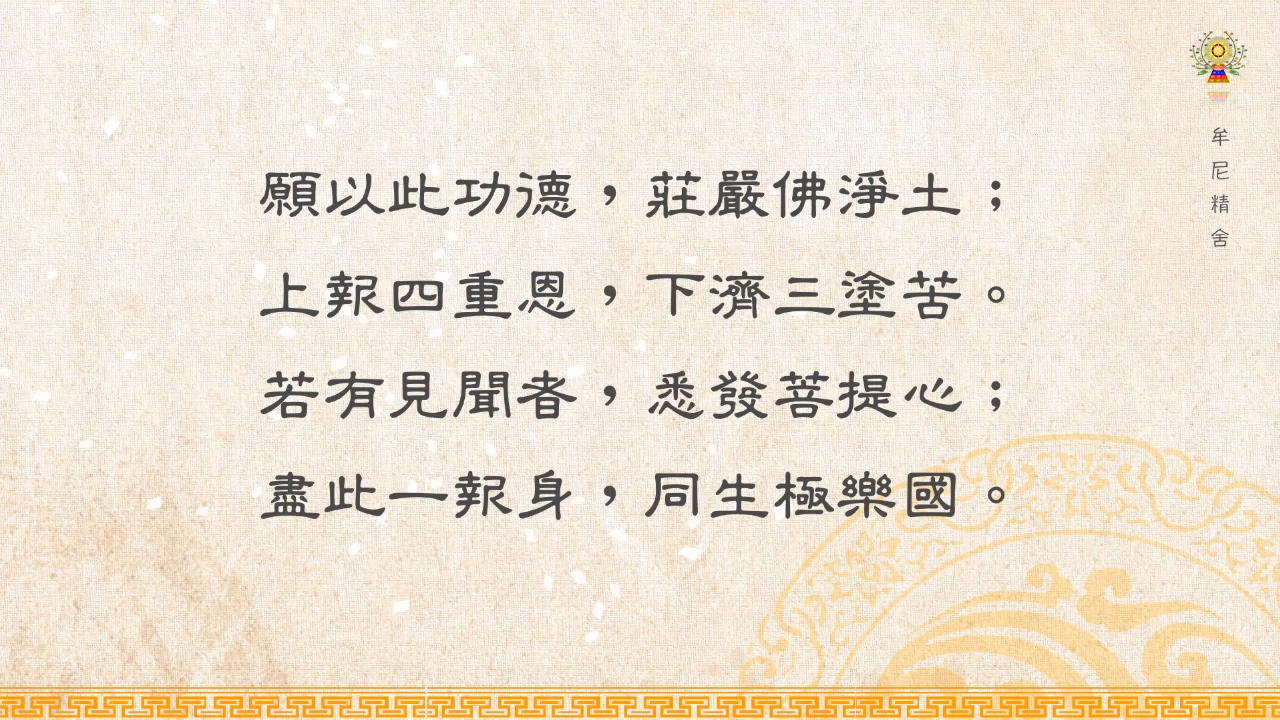 願以此功德，莊嚴佛淨土；
上報四重恩，下濟三塗苦。
若有見聞者，悉發菩提心；
盡此一報身，同生極樂國。
牟尼精舍